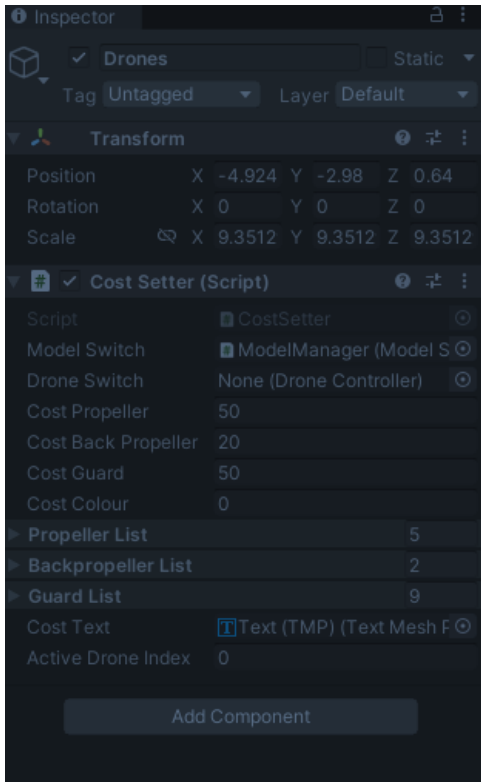 Inspector
Drones Static
Tag Untagged Layer Default
Transform
Position X -4.924 Y -2.98 Z 0.64
Rotation X 0 Y 0 Z 0
Scale X 9.3512 Y 9.3512 Z 9.3512
# Cost Setter (Script)
Script # CostSetter
Model Switch # ModelManager (Model S
Drone Switch None (Drone Controller)
Cost Propeller 50
Cost Back Propeller 20
Cost Guard 50
Cost Colour 0
Propeller List 5
Backpropeller List 2
Guard List 9
Cost Text T Text (TMP) (Text Mesh P
Active Drone Index 0
Add Component